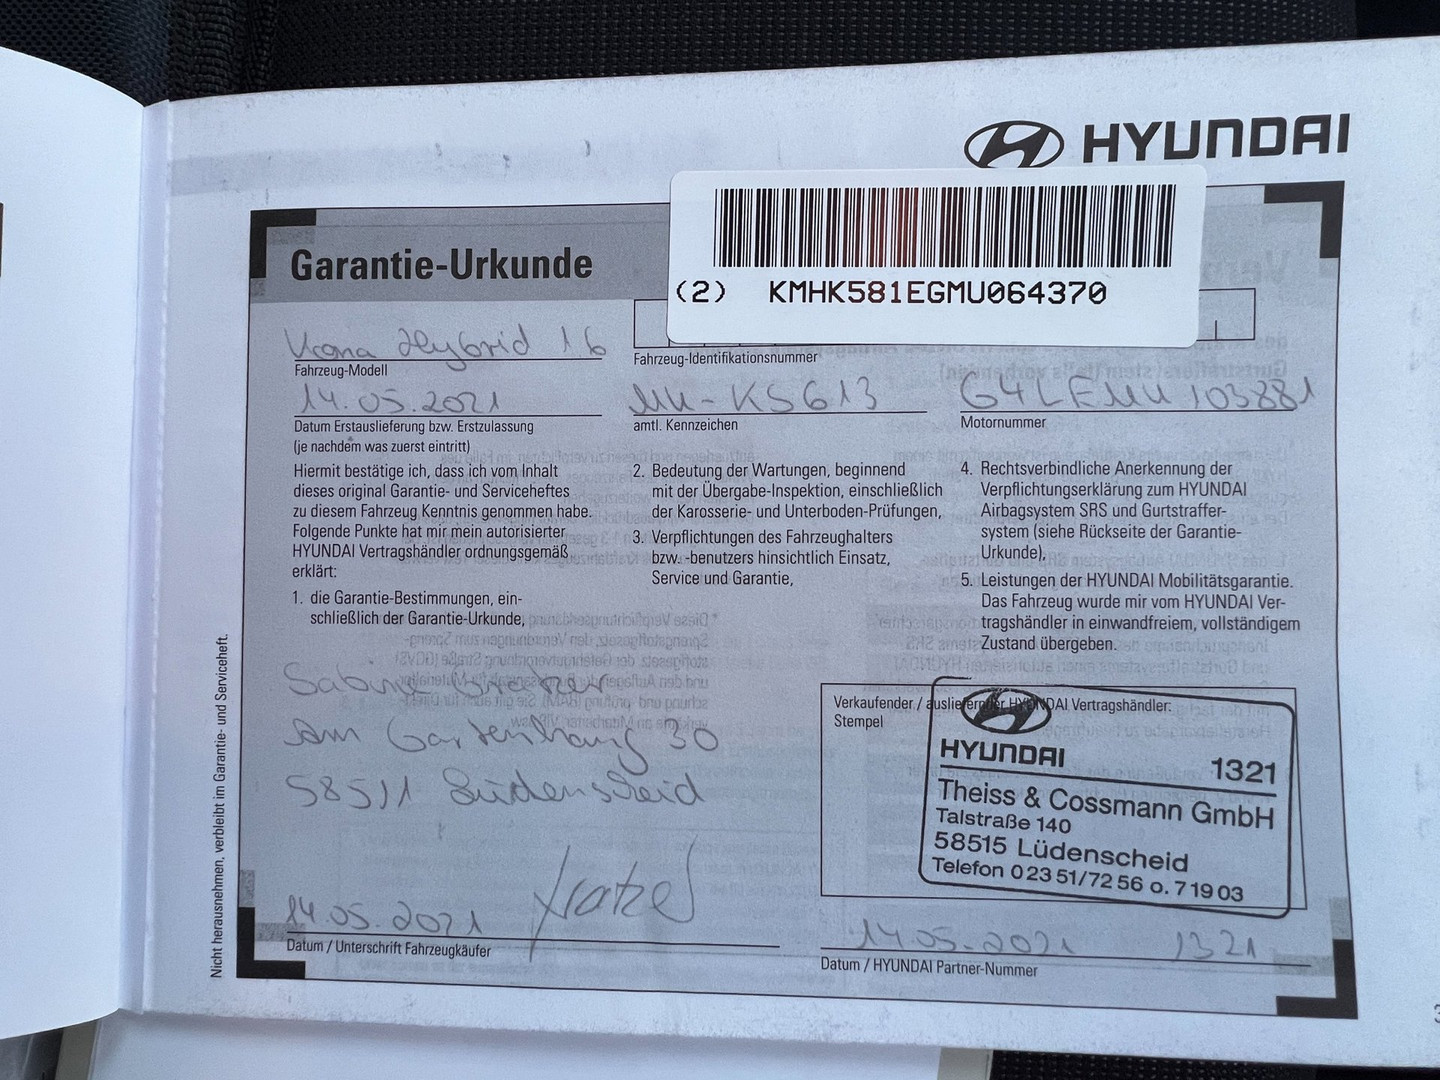 HYUNDAI
(2) KMHK581EGMU064370
Garantie-Urkunde
Kona Hybrid 1 6
Fahrzeug-Modell
Fahrzeug-Identifikationsnummer
14.05.2021
MK-KS613
G4LEMU103881
Datum Erstauslieferung bzw. Erstzulassung
(je nachdem was zuerst eintritt)
amtl. Kennzeichen
Motornummer
Hiermit bestätige ich, dass ich vom Inhalt
dieses original Garantie- und Serviceheftes
zu diesem Fahrzeug Kenntnis genommen habe.
Folgende Punkte hat mir mein autorisierter
HYUNDAI Vertragshändler ordnungsgemäß
erklärt:
1. die Garantie-Bestimmungen, ein-
schließlich der Garantie-Urkunde,
2. Bedeutung der Wartungen, beginnend
mit der Übergabe-Inspektion, einschließlich
der Karosserie- und Unterboden-Prüfungen,
3. Verpflichtungen des Fahrzeughalters
bzw. -benutzers hinsichtlich Einsatz,
Service und Garantie,
4. Rechtsverbindliche Anerkennung der
Verpflichtungserklärung zum HYUNDAI
Airbagsystem SRS und Gurtstraffer-
system (siehe Rückseite der Garantie-
Urkunde),
5. Leistungen der HYUNDAI Mobilitätsgarantie.
Das Fahrzeug wurde mir vom HYUNDAI Ver-
tragshändler in einwandfreiem, vollständigem
Zustand übergeben.
Sabine
Am Gartenhang 30
58511 Lüdenscheid
14.05.2021
Datum / Unterschrift Fahrzeugkäufer
Verkaufender / ausliefernder HYUNDAI Vertragshändler:
Stempel
HYUNDAI 1321
Theiss & Cossmann GmbH
Talstraße 140
58515 Lüdenscheid
Telefon 0 23 51/72 56 o. 7 19 03
14.05.2021 1321
Datum / HYUNDAI Partner-Nummer
Nicht herausnehmen, verbleibt im Garantie- und Serviceheft.
3